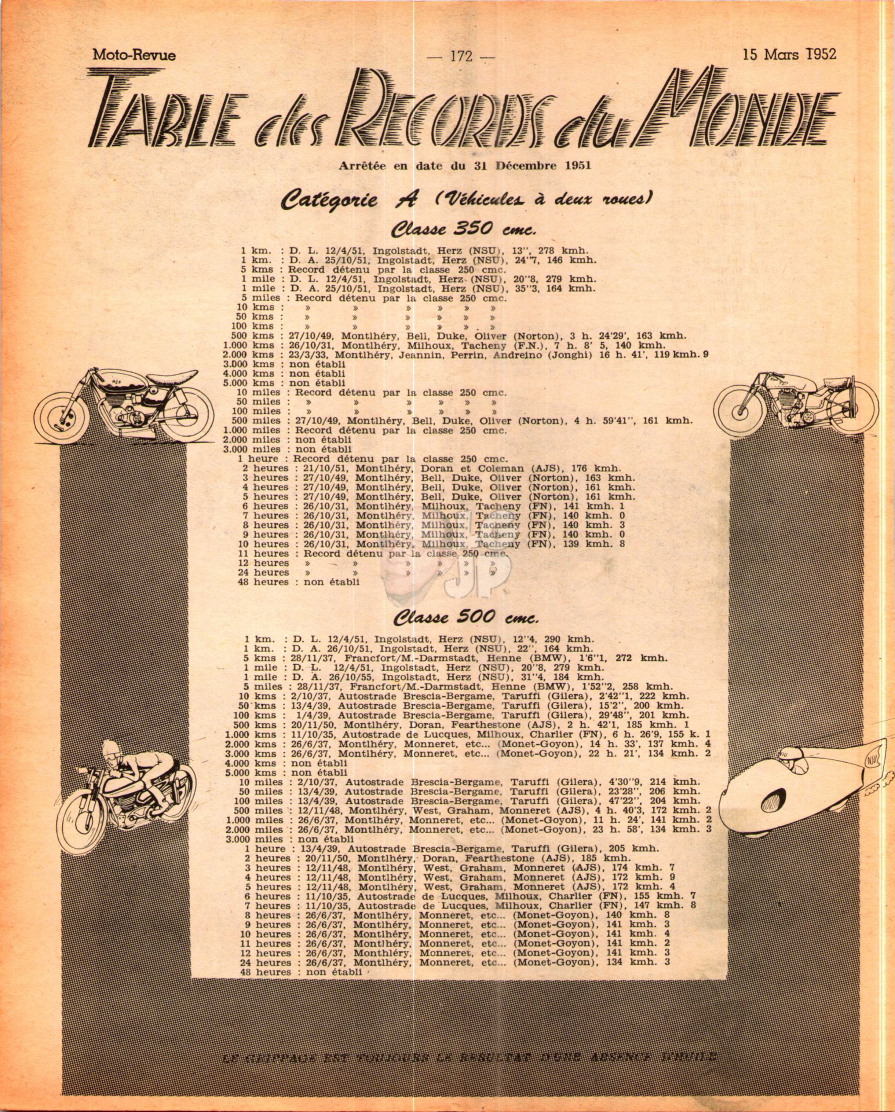 Moto-Revue
— 172 —
15 Mars 1952
TABLE des RECORDS du MONDE
Arrêtée en date du 31 Décembre 1951
Catégorie A (Véhicules à deux roues)
Classe 350 cmc.
1 km. : D. L. 12/4/51, Ingolstadt, Herz (NSU), 13", 278 kmh.
1 km. : D. A. 25/10/51, Ingolstadt, Herz (NSU), 24"7, 146 kmh.
5 kms : Record détenu par la classe 250 cmc.
1 mile : D. L. 12/4/51, Ingolstadt, Herz (NSU), 20"8, 279 kmh.
1 mile : D. A. 25/10/51, Ingolstadt, Herz (NSU), 35"3, 164 kmh.
5 miles : Record détenu par la classe 250 cmc.
10 kms : » » » » » »
50 kms : » » » » » »
100 kms : » » » » » »
500 kms : 27/10/49, Montlhéry, Bell, Duke, Oliver (Norton), 3 h. 24'29', 163 kmh.
1.000 kms : 26/10/31, Montlhéry, Milhoux, Tacheny (F.N.), 7 h. 8' 5, 140 kmh.
2.000 kms : 23/3/33, Montlhéry, Jeannin, Perrin, Andreino (Jonghi) 16 h. 41', 119 kmh. 9
3.000 kms : non établi
4.000 kms : non établi
5.000 kms : non établi
10 miles : Record détenu par la classe 250 cmc.
50 miles : » » » » » »
100 miles : » » » » » »
500 miles : 27/10/49, Montlhéry, Bell, Duke, Oliver (Norton), 4 h. 59'41", 161 kmh.
1.000 miles : Record détenu par la classe 250 cmc.
2.000 miles : non établi
3.000 miles : non établi
1 heure : Record détenu par la classe 250 cmc.
2 heures : 21/10/51, Montlhéry, Doran et Coleman (AJS), 176 kmh.
3 heures : 27/10/49, Montlhéry, Bell, Duke, Oliver (Norton), 163 kmh.
4 heures : 27/10/49, Montlhéry, Bell, Duke, Oliver (Norton), 161 kmh.
5 heures : 27/10/49, Montlhéry, Bell, Duke, Oliver (Norton), 161 kmh.
6 heures : 26/10/31, Montlhéry, Milhoux, Tacheny (FN), 141 kmh. 1
7 heures : 26/10/31, Montlhéry, Milhoux, Tacheny (FN), 140 kmh. 0
8 heures : 26/10/31, Montlhéry, Milhoux, Tacheny (FN), 140 kmh. 3
9 heures : 26/10/31, Montlhéry, Milhoux, Tacheny (FN), 140 kmh. 0
10 heures : 26/10/31, Montlhéry, Milhoux, Tacheny (FN), 139 kmh. 8
11 heures : Record détenu par la classe 250 cmc.
12 heures » » » » » »
24 heures » » » » » »
48 heures : non établi
JP
Classe 500 cmc.
1 km. : D. L. 12/4/51, Ingolstadt, Herz (NSU), 12"4, 290 kmh.
1 km. : D. A. 26/10/51, Ingolstadt, Herz (NSU), 22", 164 kmh.
5 kms : 28/11/37, Francfort/M.-Darmstadt, Henne (BMW), 1'6"1, 272 kmh.
1 mile : D. L. 12/4/51, Ingolstadt, Herz (NSU), 20"8, 279 kmh.
1 mile : D. A. 26/10/55, Ingolstadt, Herz (NSU), 31"4, 184 kmh.
5 miles : 28/11/37, Francfort/M.-Darmstadt, Henne (BMW), 1'52"2, 258 kmh.
10 kms : 2/10/37, Autostrade Brescia-Bergame, Taruffi (Gilera), 2'42"1, 222 kmh.
50 kms : 13/4/39, Autostrade Brescia-Bergame, Taruffi (Gilera), 15'2", 200 kmh.
100 kms : 1/4/39, Autostrade Brescia-Bergame, Taruffi (Gilera), 29'48", 201 kmh.
500 kms : 20/11/50, Montlhéry, Doran, Fearthestone (AJS), 2 h. 42'1, 185 kmh. 1
1.000 kms : 11/10/35, Autostrade de Lucques, Milhoux, Charlier (FN), 6 h. 26'9, 155 k. 1
2.000 kms : 26/6/37, Montlhéry, Monneret, etc... (Monet-Goyon), 14 h. 33', 137 kmh. 4
3.000 kms : 26/6/37, Montlhéry, Monneret, etc... (Monet-Goyon), 22 h. 21', 134 kmh. 2
4.000 kms : non établi
5.000 kms : non établi
10 miles : 2/10/37, Autostrade Brescia-Bergame, Taruffi (Gilera), 4'30"9, 214 kmh.
50 miles : 13/4/39, Autostrade Brescia-Bergame, Taruffi (Gilera), 23'28", 206 kmh.
100 miles : 13/4/39, Autostrade Brescia-Bergame, Taruffi (Gilera), 47'22", 204 kmh.
500 miles : 12/11/48, Montlhéry, West, Graham, Monneret (AJS), 4 h. 40'3, 172 kmh. 2
1.000 miles : 26/6/37, Montlhéry, Monneret, etc... (Monet-Goyon), 11 h. 24', 141 kmh. 2
2.000 miles : 26/6/37, Montlhéry, Monneret, etc... (Monet-Goyon), 23 h. 58', 134 kmh. 3
3.000 miles : non établi
1 heure : 13/4/39, Autostrade Brescia-Bergame, Taruffi (Gilera), 205 kmh.
2 heures : 20/11/50, Montlhéry, Doran, Fearthestone (AJS), 185 kmh.
3 heures : 12/11/48, Montlhéry, West, Graham, Monneret (AJS), 174 kmh. 7
4 heures : 12/11/48, Montlhéry, West, Graham, Monneret (AJS), 172 kmh. 9
5 heures : 12/11/48, Montlhéry, West, Graham, Monneret (AJS), 172 kmh. 4
6 heures : 11/10/35, Autostrade de Lucques, Milhoux, Charlier (FN), 155 kmh. 7
7 heures : 11/10/35, Autostrade de Lucques, Milhoux, Charlier (FN), 147 kmh. 8
8 heures : 26/6/37, Montlhéry, Monneret, etc... (Monet-Goyon), 140 kmh. 8
9 heures : 26/6/37, Montlhéry, Monneret, etc... (Monet-Goyon), 141 kmh. 3
10 heures : 26/6/37, Montlhéry, Monneret, etc... (Monet-Goyon), 141 kmh. 4
11 heures : 26/6/37, Montlhéry, Monneret, etc... (Monet-Goyon), 141 kmh. 2
12 heures : 26/6/37, Montlhéry, Monneret, etc... (Monet-Goyon), 141 kmh. 3
24 heures : 26/6/37, Montlhéry, Monneret, etc... (Monet-Goyon), 134 kmh. 3
48 heures : non établi
LE GRIPPAGE EST TOUJOURS LE RESULTAT D'UNE ABSENCE D'HUILE